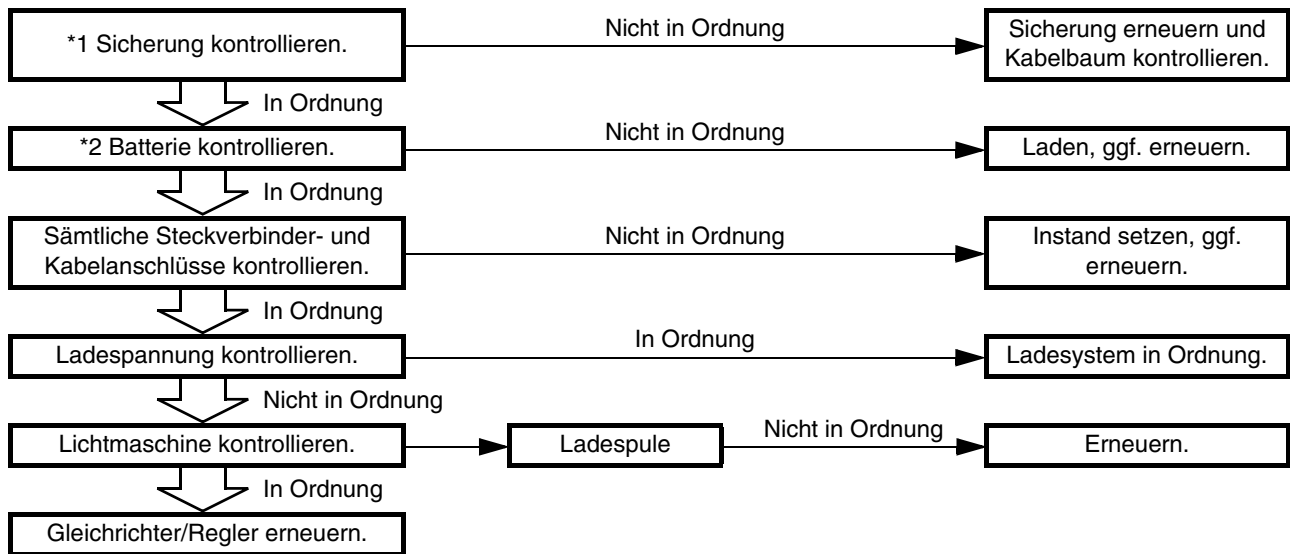 *1 Sicherung kontrollieren.
Nicht in Ordnung
Sicherung erneuern und
Kabelbaum kontrollieren.
In Ordnung
*2 Batterie kontrollieren.
Nicht in Ordnung
Laden, ggf. erneuern.
In Ordnung
Sämtliche Steckverbinder- und
Kabelanschlüsse kontrollieren.
Nicht in Ordnung
Instand setzen, ggf.
erneuern.
In Ordnung
Ladespannung kontrollieren.
In Ordnung
Ladesystem in Ordnung.
Nicht in Ordnung
Lichtmaschine kontrollieren.
Ladespule
Nicht in Ordnung
Erneuern.
In Ordnung
Gleichrichter/Regler erneuern.